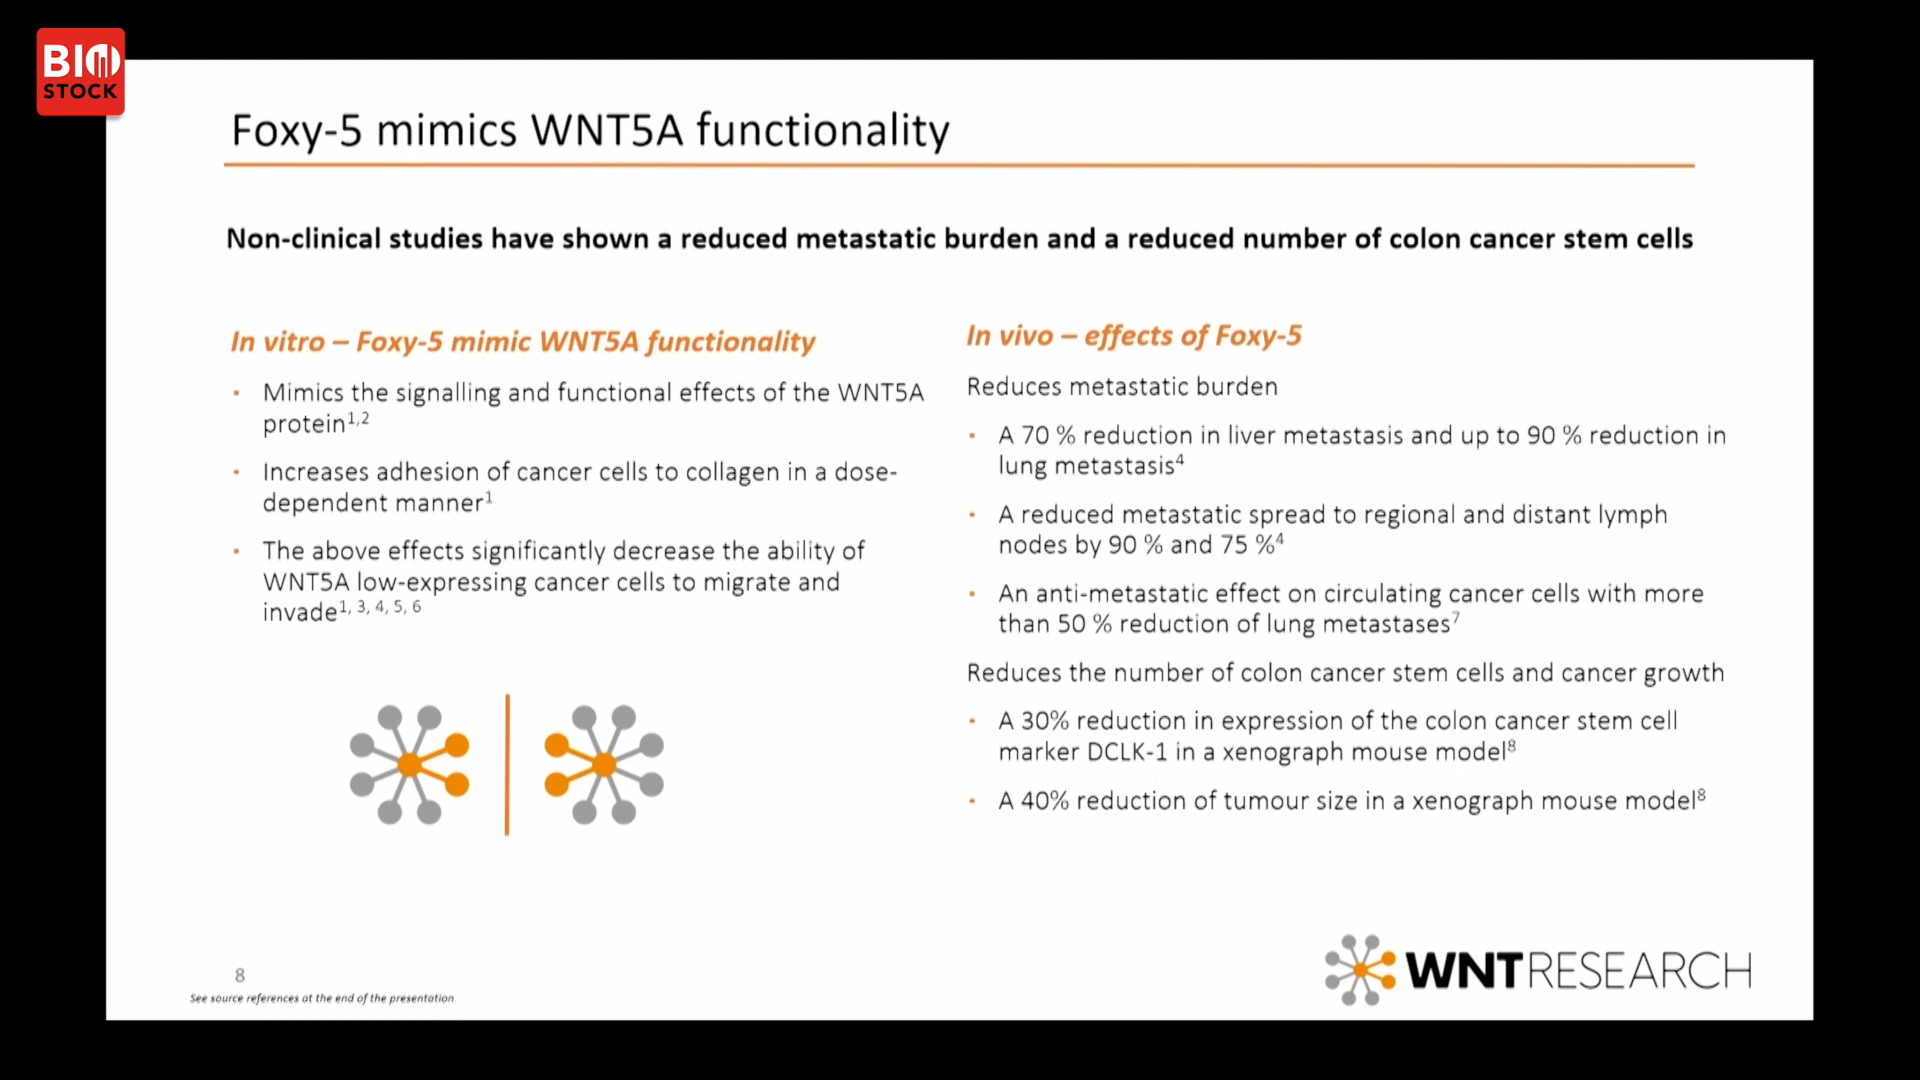 BIO
STOCK
Foxy-5 mimics WNT5A functionality
Non-clinical studies have shown a reduced metastatic burden and a reduced number of colon cancer stem cells
In vitro – Foxy-5 mimic WNT5A functionality
• Mimics the signalling and functional effects of the WNT5A
protein1,2
• Increases adhesion of cancer cells to collagen in a dose-
dependent manner1
• The above effects significantly decrease the ability of
WNT5A low-expressing cancer cells to migrate and
invade1, 3, 4, 5, 6
In vivo – effects of Foxy-5
Reduces metastatic burden
• A 70 % reduction in liver metastasis and up to 90 % reduction in
lung metastasis4
• A reduced metastatic spread to regional and distant lymph
nodes by 90 % and 75 %4
• An anti-metastatic effect on circulating cancer cells with more
than 50 % reduction of lung metastases7
Reduces the number of colon cancer stem cells and cancer growth
• A 30% reduction in expression of the colon cancer stem cell
marker DCLK-1 in a xenograph mouse model8
• A 40% reduction of tumour size in a xenograph mouse model8
8
See source references at the end of the presentation
WNTRESEARCH